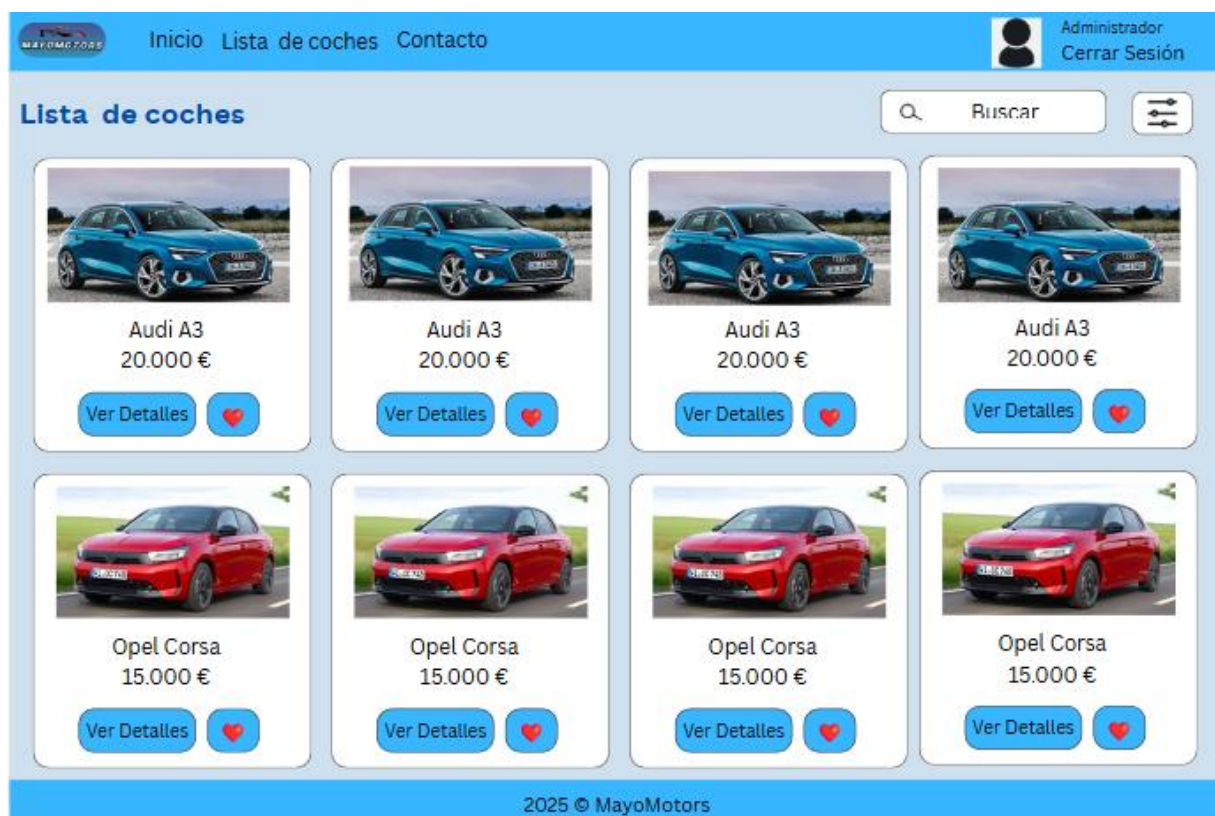 MAYOMOTORS
Inicio Lista de coches Contacto
Administrador
Cerrar Sesión
Lista de coches
Buscar
Audi A3
20.000 €
Ver Detalles
Audi A3
20.000 €
Ver Detalles
Audi A3
20.000 €
Ver Detalles
Audi A3
20.000 €
Ver Detalles
Opel Corsa
15.000 €
Ver Detalles
Opel Corsa
15.000 €
Ver Detalles
Opel Corsa
15.000 €
Ver Detalles
Opel Corsa
15.000 €
Ver Detalles
2025 © MayoMotors